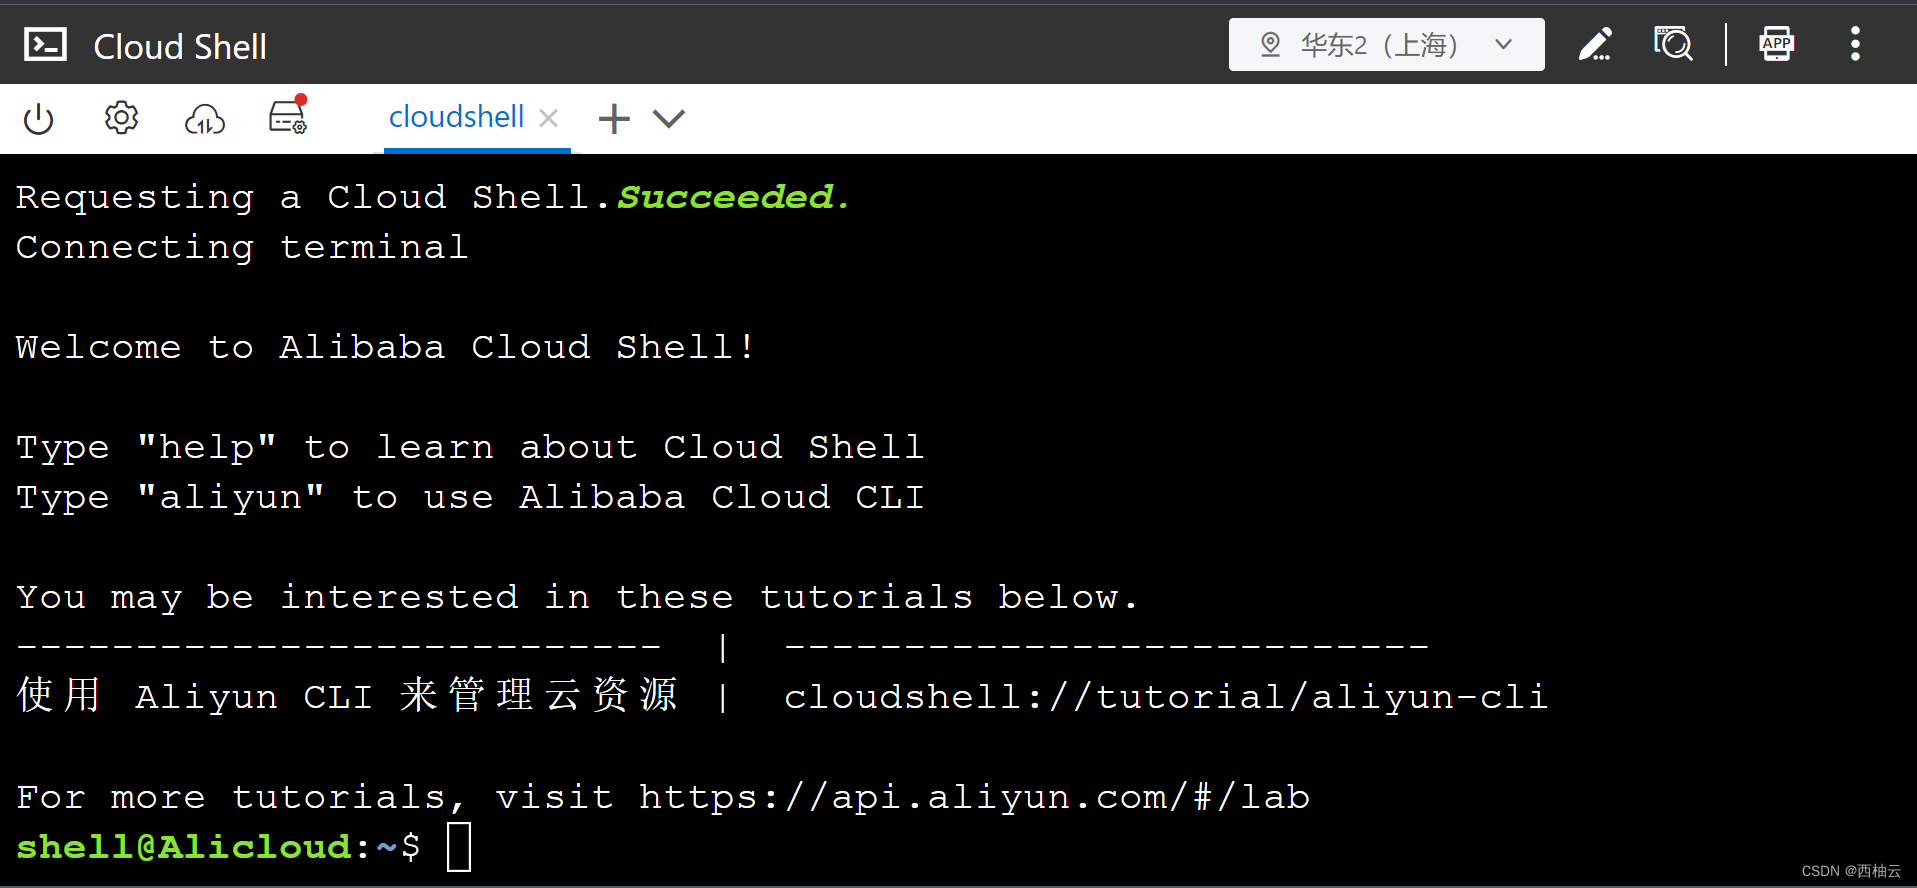 Cloud Shell
华东2（上海）
APP
cloudshell
Requesting a Cloud Shell.Succeeded.
Connecting terminal
Welcome to Alibaba Cloud Shell!
Type "help" to learn about Cloud Shell
Type "aliyun" to use Alibaba Cloud CLI
You may be interested in these tutorials below.
--------------------------- | ---------------------------
使用 Aliyun CLI 来管理云资源 | cloudshell://tutorial/aliyun-cli
For more tutorials, visit https://api.aliyun.com/#/lab
shell@Alicloud:~$
CSDN @西柚云